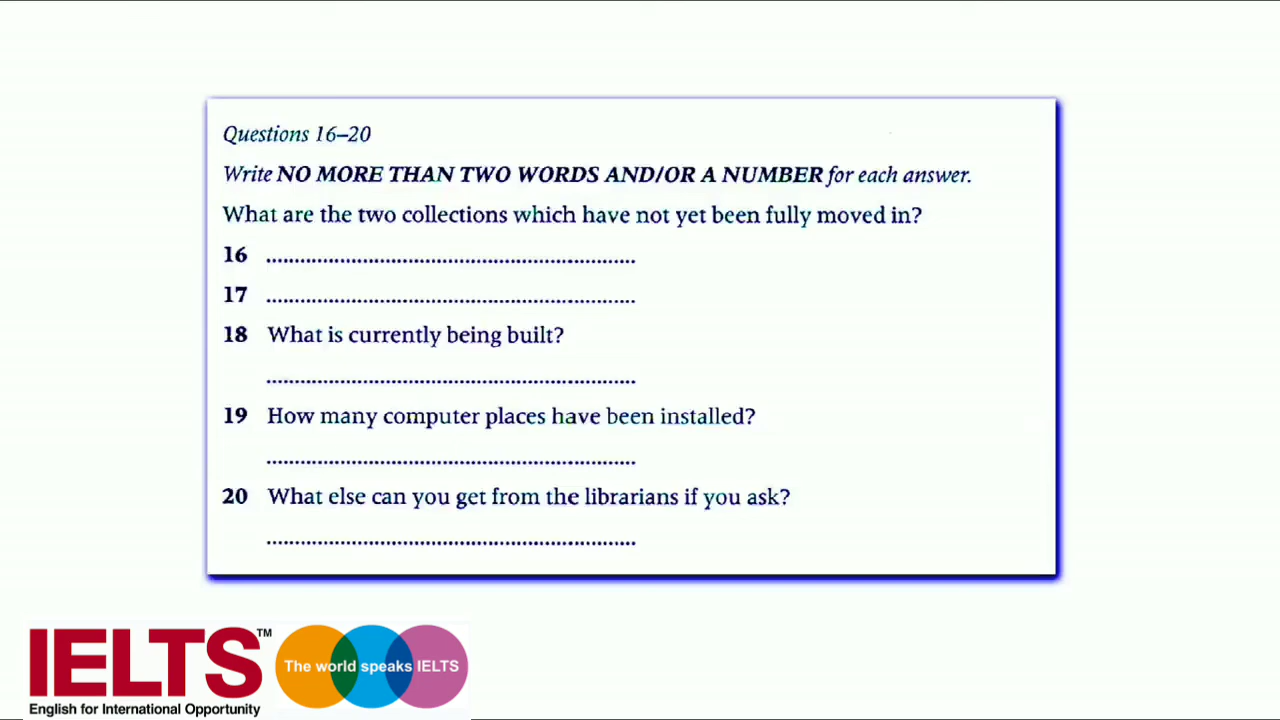 Questions 16–20
Write NO MORE THAN TWO WORDS AND/OR A NUMBER for each answer.
What are the two collections which have not yet been fully moved in?
16 ..................................................................
17 ..................................................................
18 What is currently being built?
..................................................................
19 How many computer places have been installed?
..................................................................
20 What else can you get from the librarians if you ask?
..................................................................
IELTS™
English for International Opportunity
The world speaks IELTS